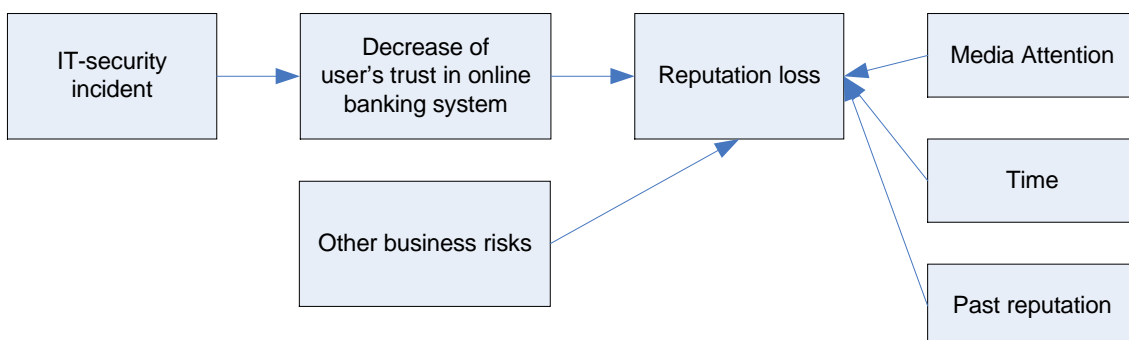 IT-security
incident
Decrease of
user's trust in online
banking system
Reputation loss
Media Attention
Other business risks
Time
Past reputation